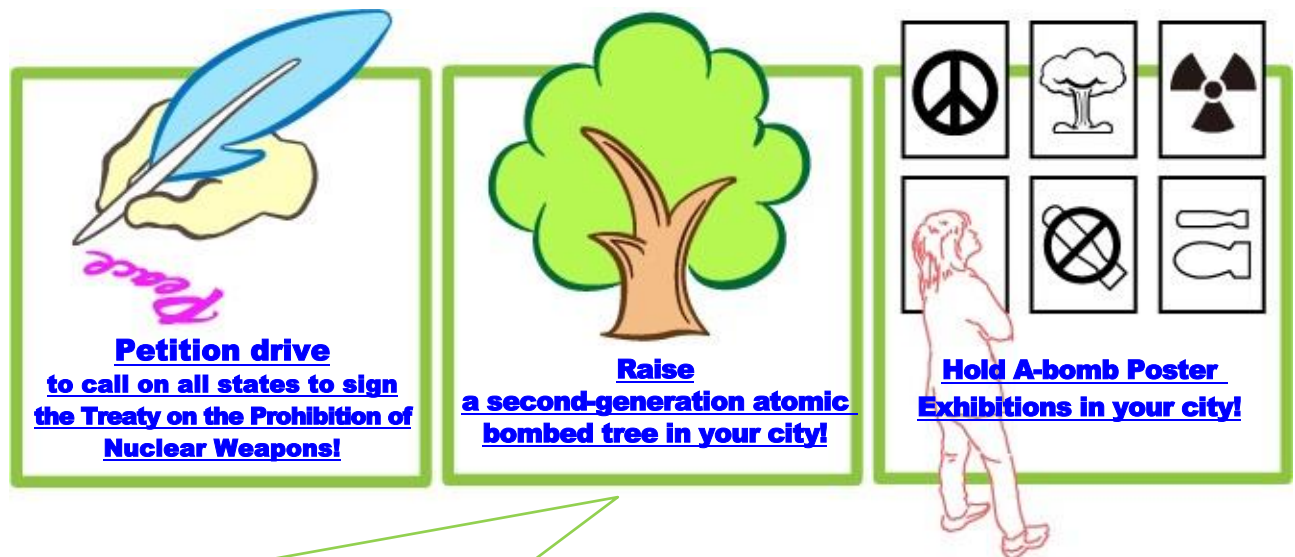 Peace
Petition drive
to call on all states to sign
the Treaty on the Prohibition of
Nuclear Weapons!
Raise
a second-generation atomic
bombed tree in your city!
Hold A-bomb Poster
Exhibitions in your city!